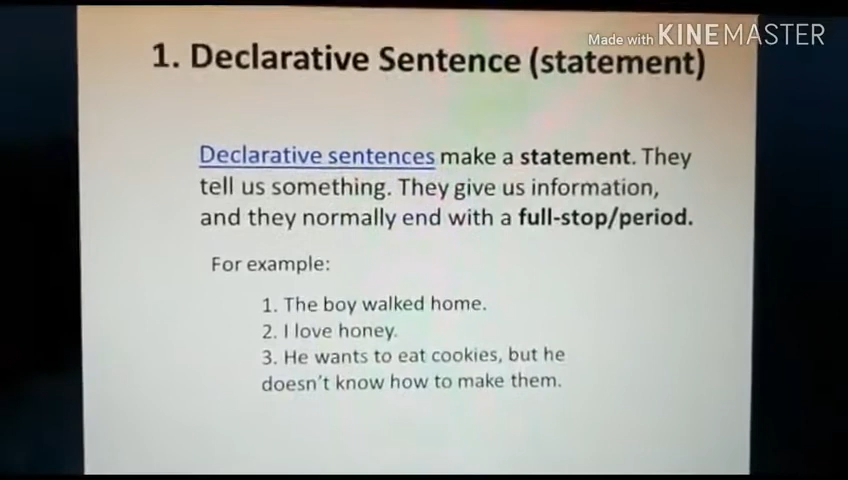 Made with KINEMASTER
1. Declarative Sentence (statement)
Declarative sentences make a statement. They
tell us something. They give us information,
and they normally end with a full-stop/period.
For example:
1. The boy walked home.
2. I love honey.
3. He wants to eat cookies, but he
doesn't know how to make them.